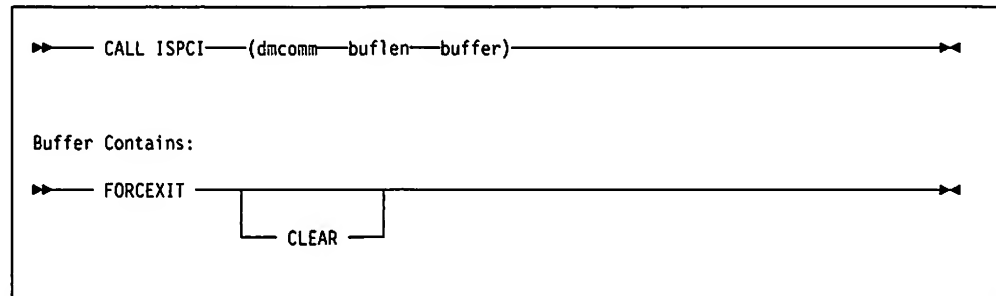 CALL ISPCI (dmcomm buflen buffer)
Buffer Contains:
FORCEXIT
CLEAR